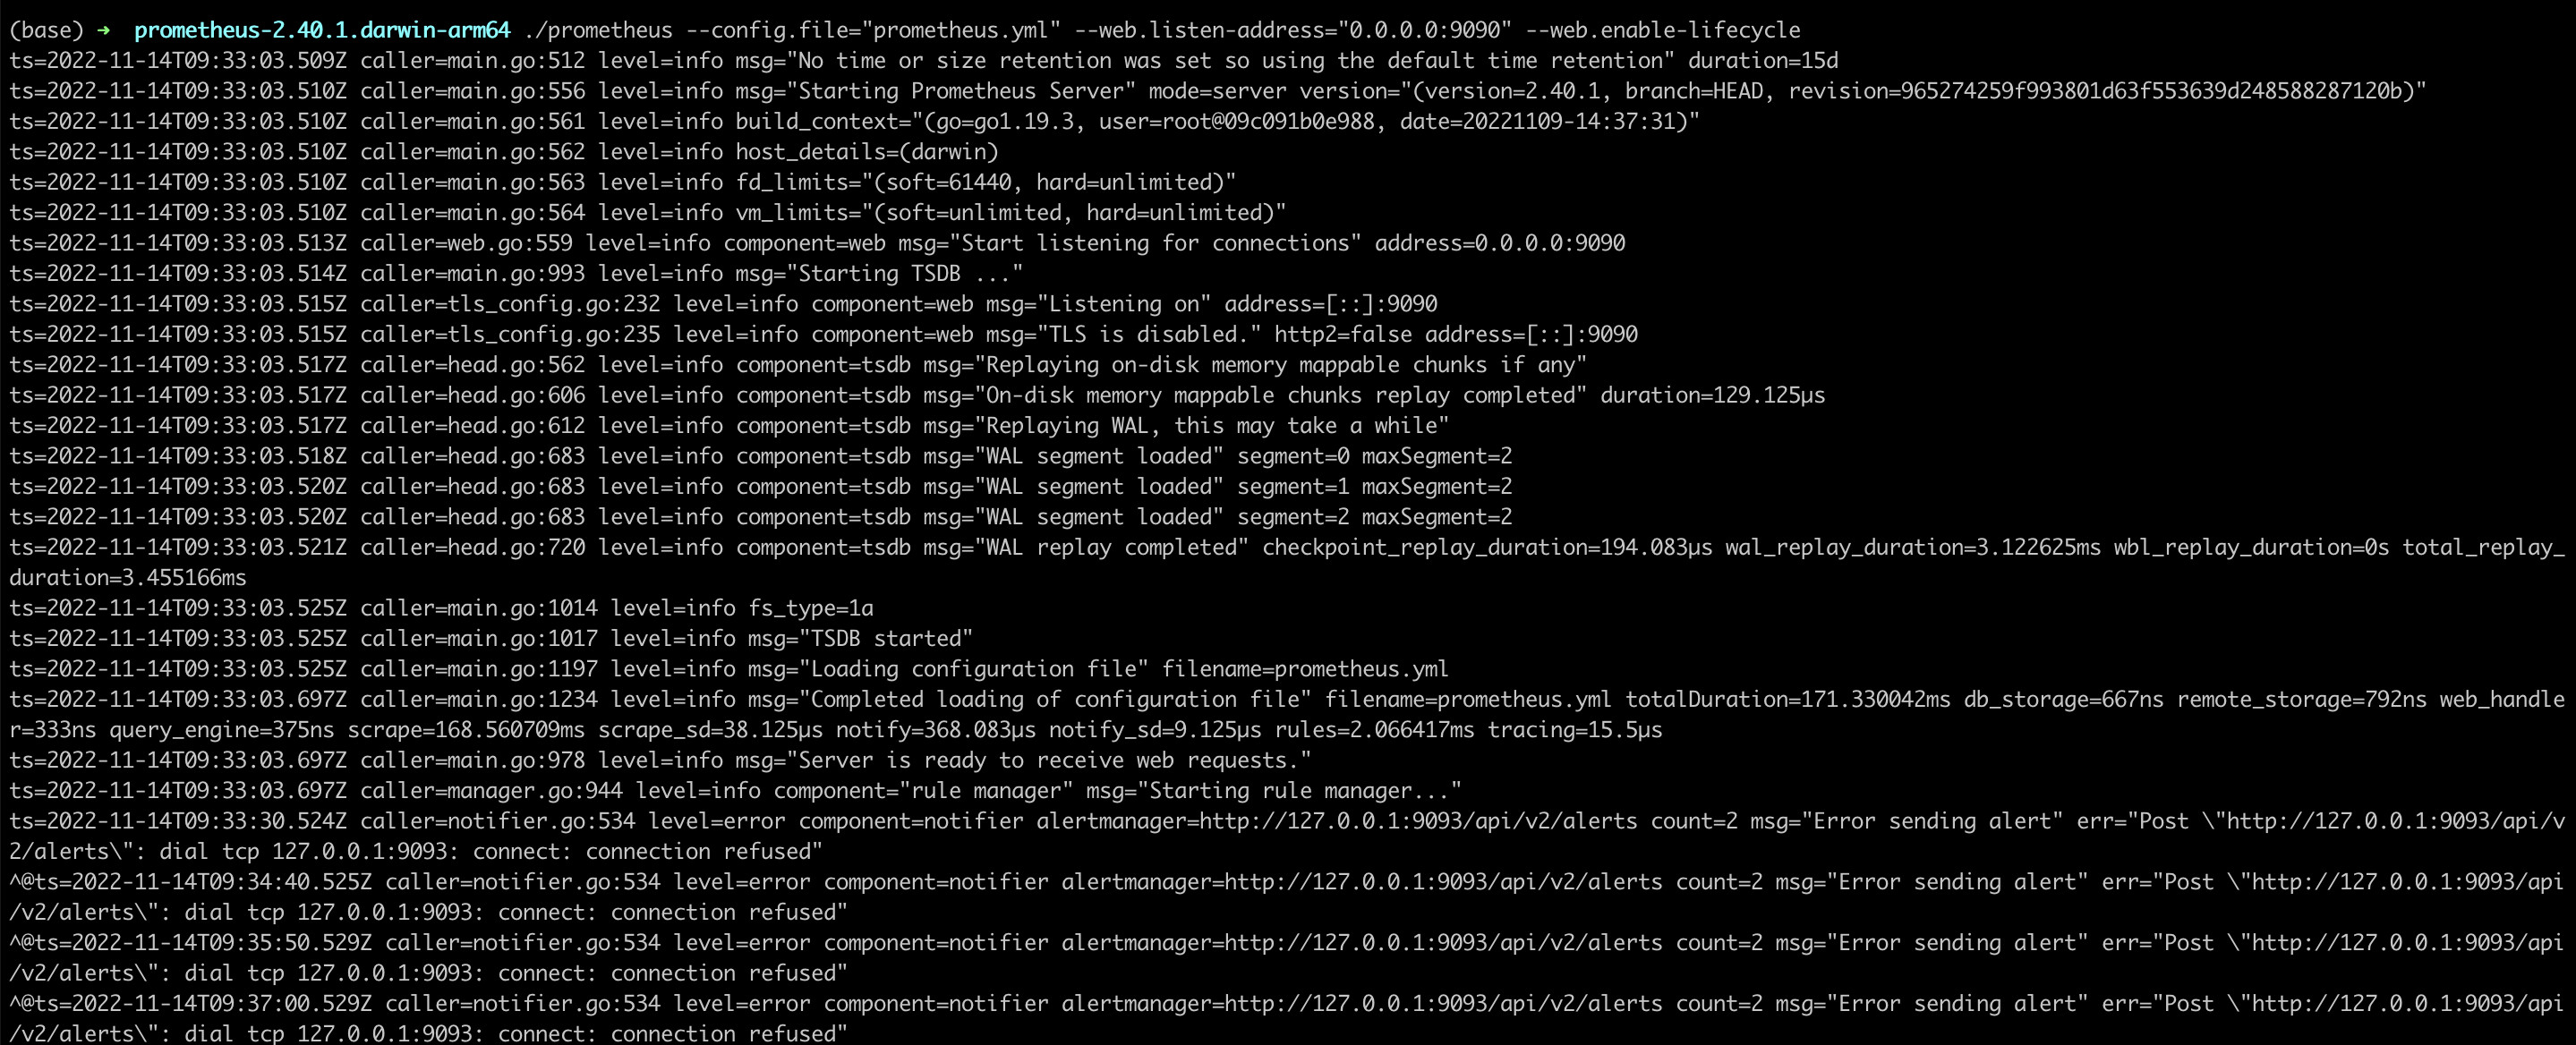 (base) ➜  prometheus-2.40.1.darwin-arm64 ./prometheus --config.file="prometheus.yml" --web.listen-address="0.0.0.0:9090" --web.enable-lifecycle
ts=2022-11-14T09:33:03.509Z caller=main.go:512 level=info msg="No time or size retention was set so using the default time retention" duration=15d
ts=2022-11-14T09:33:03.510Z caller=main.go:556 level=info msg="Starting Prometheus Server" mode=server version="(version=2.40.1, branch=HEAD, revision=965274259f993801d63f553639d248588287120b)"
ts=2022-11-14T09:33:03.510Z caller=main.go:561 level=info build_context="(go=go1.19.3, user=root@09c091b0e988, date=20221109-14:37:31)"
ts=2022-11-14T09:33:03.510Z caller=main.go:562 level=info host_details=(darwin)
ts=2022-11-14T09:33:03.510Z caller=main.go:563 level=info fd_limits="(soft=61440, hard=unlimited)"
ts=2022-11-14T09:33:03.510Z caller=main.go:564 level=info vm_limits="(soft=unlimited, hard=unlimited)"
ts=2022-11-14T09:33:03.513Z caller=web.go:559 level=info component=web msg="Start listening for connections" address=0.0.0.0:9090
ts=2022-11-14T09:33:03.514Z caller=main.go:993 level=info msg="Starting TSDB ..."
ts=2022-11-14T09:33:03.515Z caller=tls_config.go:232 level=info component=web msg="Listening on" address=[::]:9090
ts=2022-11-14T09:33:03.515Z caller=tls_config.go:235 level=info component=web msg="TLS is disabled." http2=false address=[::]:9090
ts=2022-11-14T09:33:03.517Z caller=head.go:562 level=info component=tsdb msg="Replaying on-disk memory mappable chunks if any"
ts=2022-11-14T09:33:03.517Z caller=head.go:606 level=info component=tsdb msg="On-disk memory mappable chunks replay completed" duration=129.125µs
ts=2022-11-14T09:33:03.517Z caller=head.go:612 level=info component=tsdb msg="Replaying WAL, this may take a while"
ts=2022-11-14T09:33:03.518Z caller=head.go:683 level=info component=tsdb msg="WAL segment loaded" segment=0 maxSegment=2
ts=2022-11-14T09:33:03.520Z caller=head.go:683 level=info component=tsdb msg="WAL segment loaded" segment=1 maxSegment=2
ts=2022-11-14T09:33:03.520Z caller=head.go:683 level=info component=tsdb msg="WAL segment loaded" segment=2 maxSegment=2
ts=2022-11-14T09:33:03.521Z caller=head.go:720 level=info component=tsdb msg="WAL replay completed" checkpoint_replay_duration=194.083µs wal_replay_duration=3.122625ms wbl_replay_duration=0s total_replay_
duration=3.455166ms
ts=2022-11-14T09:33:03.525Z caller=main.go:1014 level=info fs_type=1a
ts=2022-11-14T09:33:03.525Z caller=main.go:1017 level=info msg="TSDB started"
ts=2022-11-14T09:33:03.525Z caller=main.go:1197 level=info msg="Loading configuration file" filename=prometheus.yml
ts=2022-11-14T09:33:03.697Z caller=main.go:1234 level=info msg="Completed loading of configuration file" filename=prometheus.yml totalDuration=171.330042ms db_storage=667ns remote_storage=792ns web_handle
r=333ns query_engine=375ns scrape=168.560709ms scrape_sd=38.125µs notify=368.083µs notify_sd=9.125µs rules=2.066417ms tracing=15.5µs
ts=2022-11-14T09:33:03.697Z caller=main.go:978 level=info msg="Server is ready to receive web requests."
ts=2022-11-14T09:33:03.697Z caller=manager.go:944 level=info component="rule manager" msg="Starting rule manager..."
ts=2022-11-14T09:33:30.524Z caller=notifier.go:534 level=error component=notifier alertmanager=http://127.0.0.1:9093/api/v2/alerts count=2 msg="Error sending alert" err="Post \"http://127.0.0.1:9093/api/v
2/alerts\": dial tcp 127.0.0.1:9093: connect: connection refused"
^@ts=2022-11-14T09:34:40.525Z caller=notifier.go:534 level=error component=notifier alertmanager=http://127.0.0.1:9093/api/v2/alerts count=2 msg="Error sending alert" err="Post \"http://127.0.0.1:9093/api
/v2/alerts\": dial tcp 127.0.0.1:9093: connect: connection refused"
^@ts=2022-11-14T09:35:50.529Z caller=notifier.go:534 level=error component=notifier alertmanager=http://127.0.0.1:9093/api/v2/alerts count=2 msg="Error sending alert" err="Post \"http://127.0.0.1:9093/api
/v2/alerts\": dial tcp 127.0.0.1:9093: connect: connection refused"
^@ts=2022-11-14T09:37:00.529Z caller=notifier.go:534 level=error component=notifier alertmanager=http://127.0.0.1:9093/api/v2/alerts count=2 msg="Error sending alert" err="Post \"http://127.0.0.1:9093/api
/v2/alerts\": dial tcp 127.0.0.1:9093: connect: connection refused"